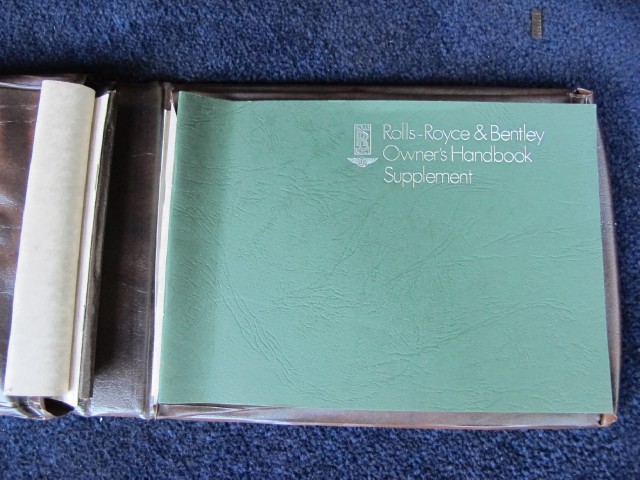 Rolls-Royce & Bentley
Owner's Handbook
Supplement